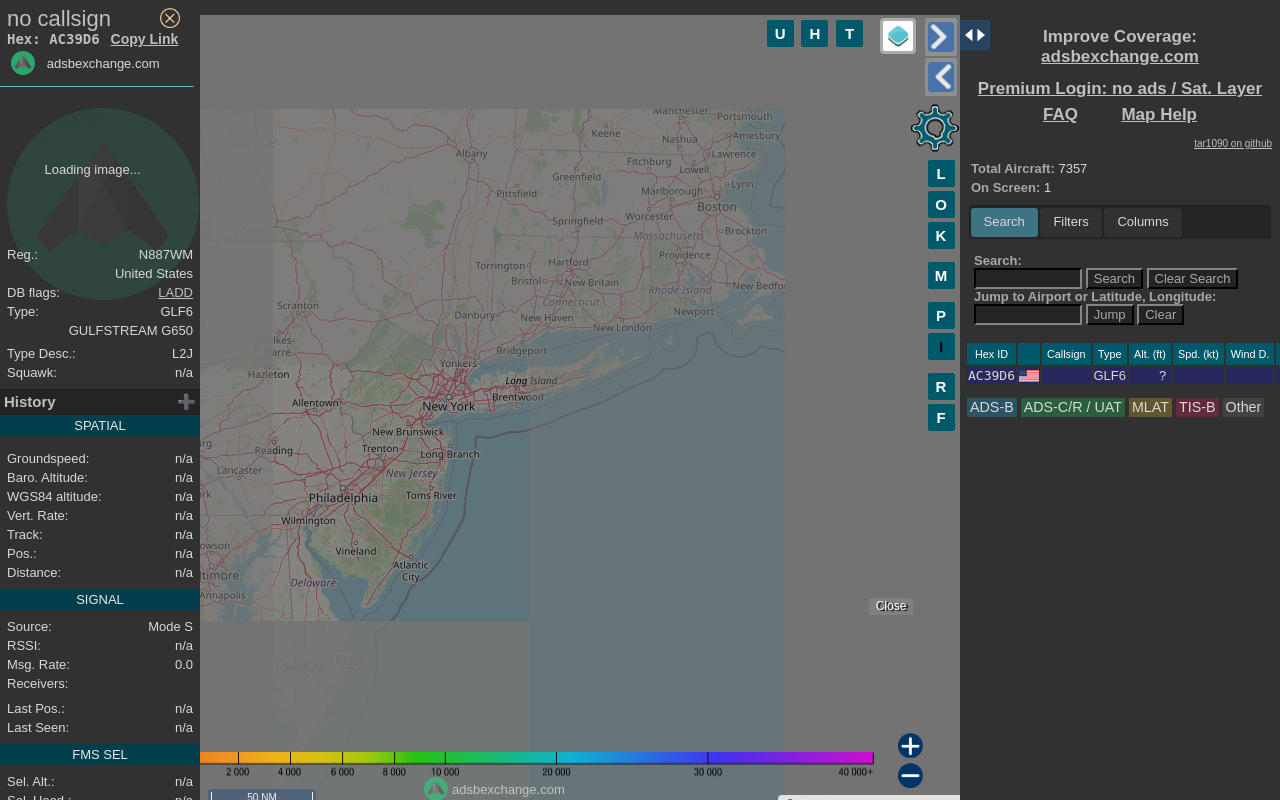 no callsign
Hex: AC39D6 Copy Link
adsbexchange.com
Loading image...
Reg.: N887WM
United States
DB flags: LADD
Type: GLF6
GULFSTREAM G650
Type Desc.: L2J
Squawk: n/a
History
SPATIAL
Groundspeed: n/a
Baro. Altitude: n/a
WGS84 altitude: n/a
Vert. Rate: n/a
Track: n/a
Pos.: n/a
Distance: n/a
SIGNAL
Source: Mode S
RSSI: n/a
Msg. Rate: 0.0
Receivers:
Last Pos.: n/a
Last Seen: n/a
FMS SEL
Sel. Alt.: n/a
Sel. Head.: n/a
U H T
L
O
K
M
P
I
R
F
Manchester
Portsmouth
Keene
Nashua
Amesbury
Albany
Fitchburg
Lawrence
Greenfield
Lowell
Pittsfield
Marlborough
Lynn
Springfield
Worcester
Boston
Massachusetts
Brockton
Torrington
Hartford
Providence
Bristol
New Britain
Rhode Island
New Bedfor
Scranton
Connecticut
Danbury
New Haven
New London
Newport
Wilkes-
Barre
Bridgeport
Hazleton
Yonkers
Long Island
Allentown
New York
Brentwood
New Brunswick
Reading
Trenton
Long Branch
Lancaster
New Jersey
Philadelphia
Toms River
Wilmington
Vineland
Atlantic
City
Delaware
Annapolis
Salisbury
Ocean
City
Close
2 000 4 000 6 000 8 000 10 000 20 000 30 000 40 000+
adsbexchange.com
50 NM
Improve Coverage:
adsbexchange.com
Premium Login: no ads / Sat. Layer
FAQ Map Help
tar1090 on github
Total Aircraft: 7357
On Screen: 1
Search Filters Columns
Search:
Search Clear Search
Jump to Airport or Latitude, Longitude:
Jump Clear
Hex ID Callsign Type Alt. (ft) Spd. (kt) Wind D.
AC39D6 GLF6 ?
ADS-B ADS-C/R / UAT MLAT TIS-B Other